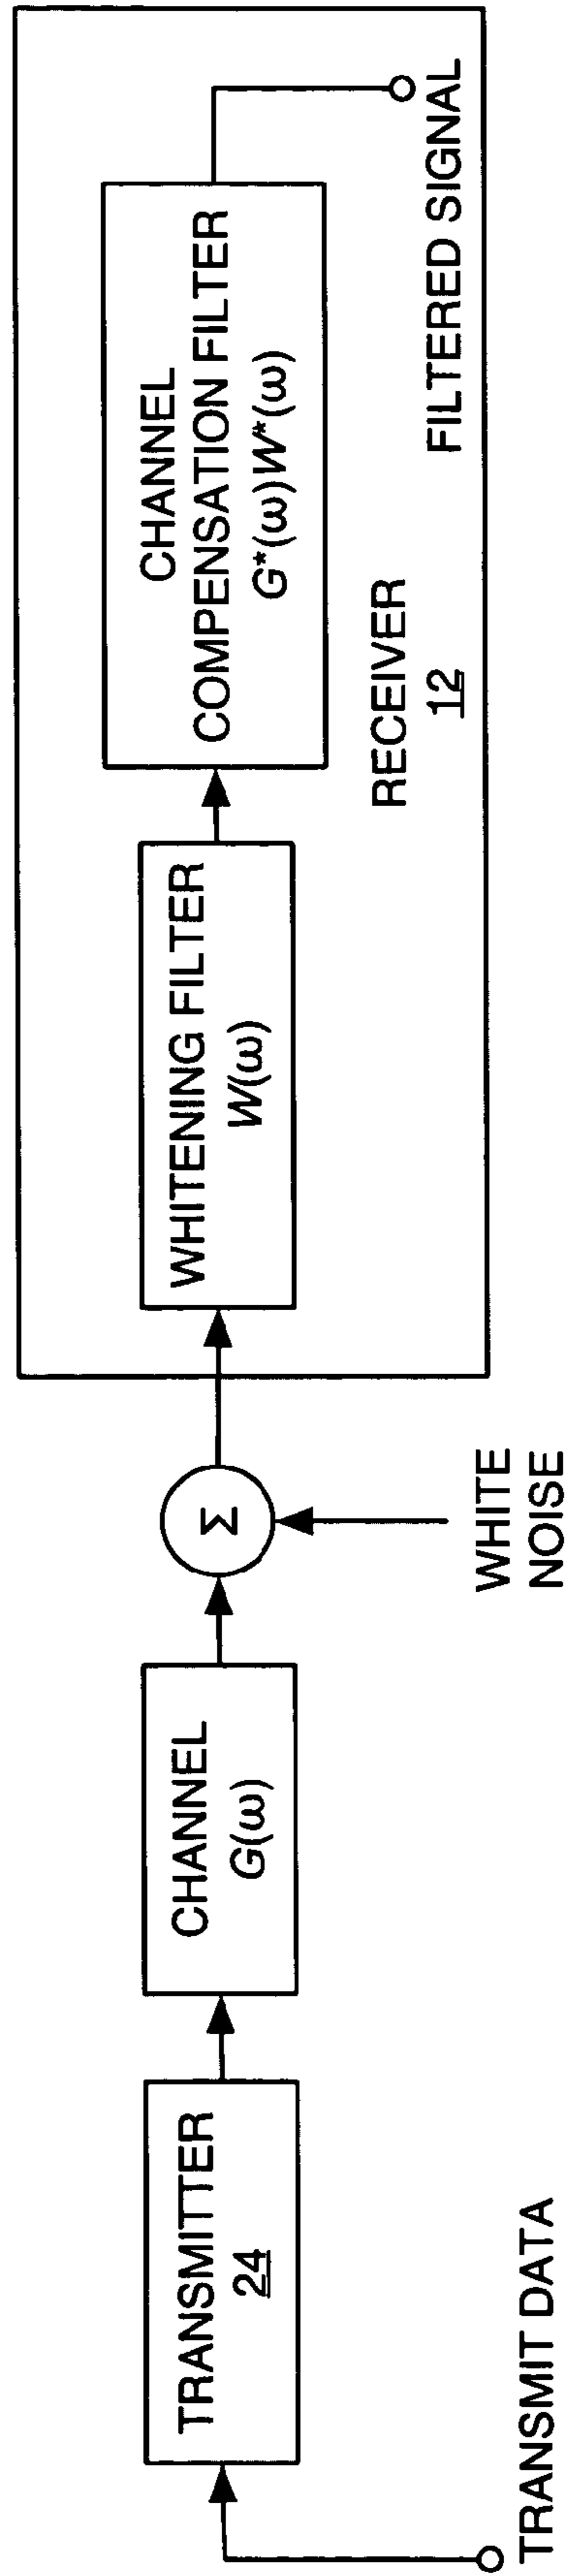 TRANSMIT DATA
TRANSMITTER
24
CHANNEL
G(ω)
Σ
WHITE
NOISE
WHITENING FILTER
W(ω)
CHANNEL
COMPENSATION FILTER
G*(ω)W*(ω)
RECEIVER
12
FILTERED SIGNAL